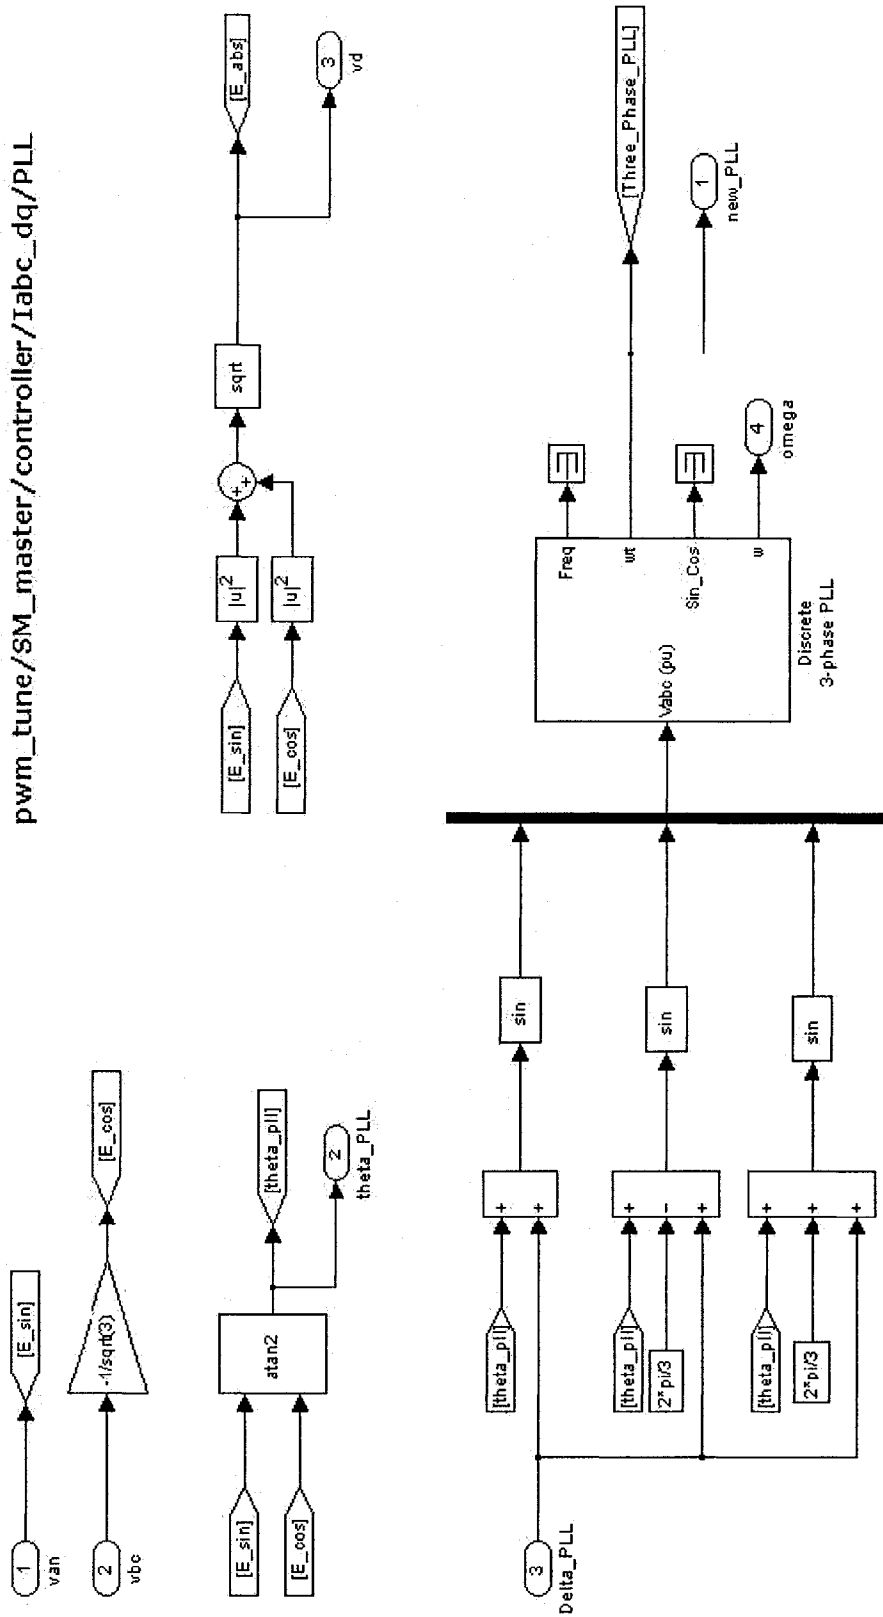 pwm_tune/SM_master/controller/Iabc_dq/PLL
1
van
[E_sin]
2
vbc
-1/sqrt(3)
[E_cos]
[E_sin]
[E_cos]
atan2
[theta_pll]
2
theta_PLL
[E_sin]
|u|²
[E_cos]
|u|²
+
+
sqrt
[E_abs]
3
vd
3
Delta_PLL
[theta_pll]
+
+
sin
[theta_pll]
2*pi/3
+
-
+
sin
[theta_pll]
2*pi/3
+
+
+
sin
Vabc (pu)
Freq
wt
Sin_Cos
w
Discrete
3-phase PLL
[Three_Phase_PLL]
1
new_PLL
4
omega